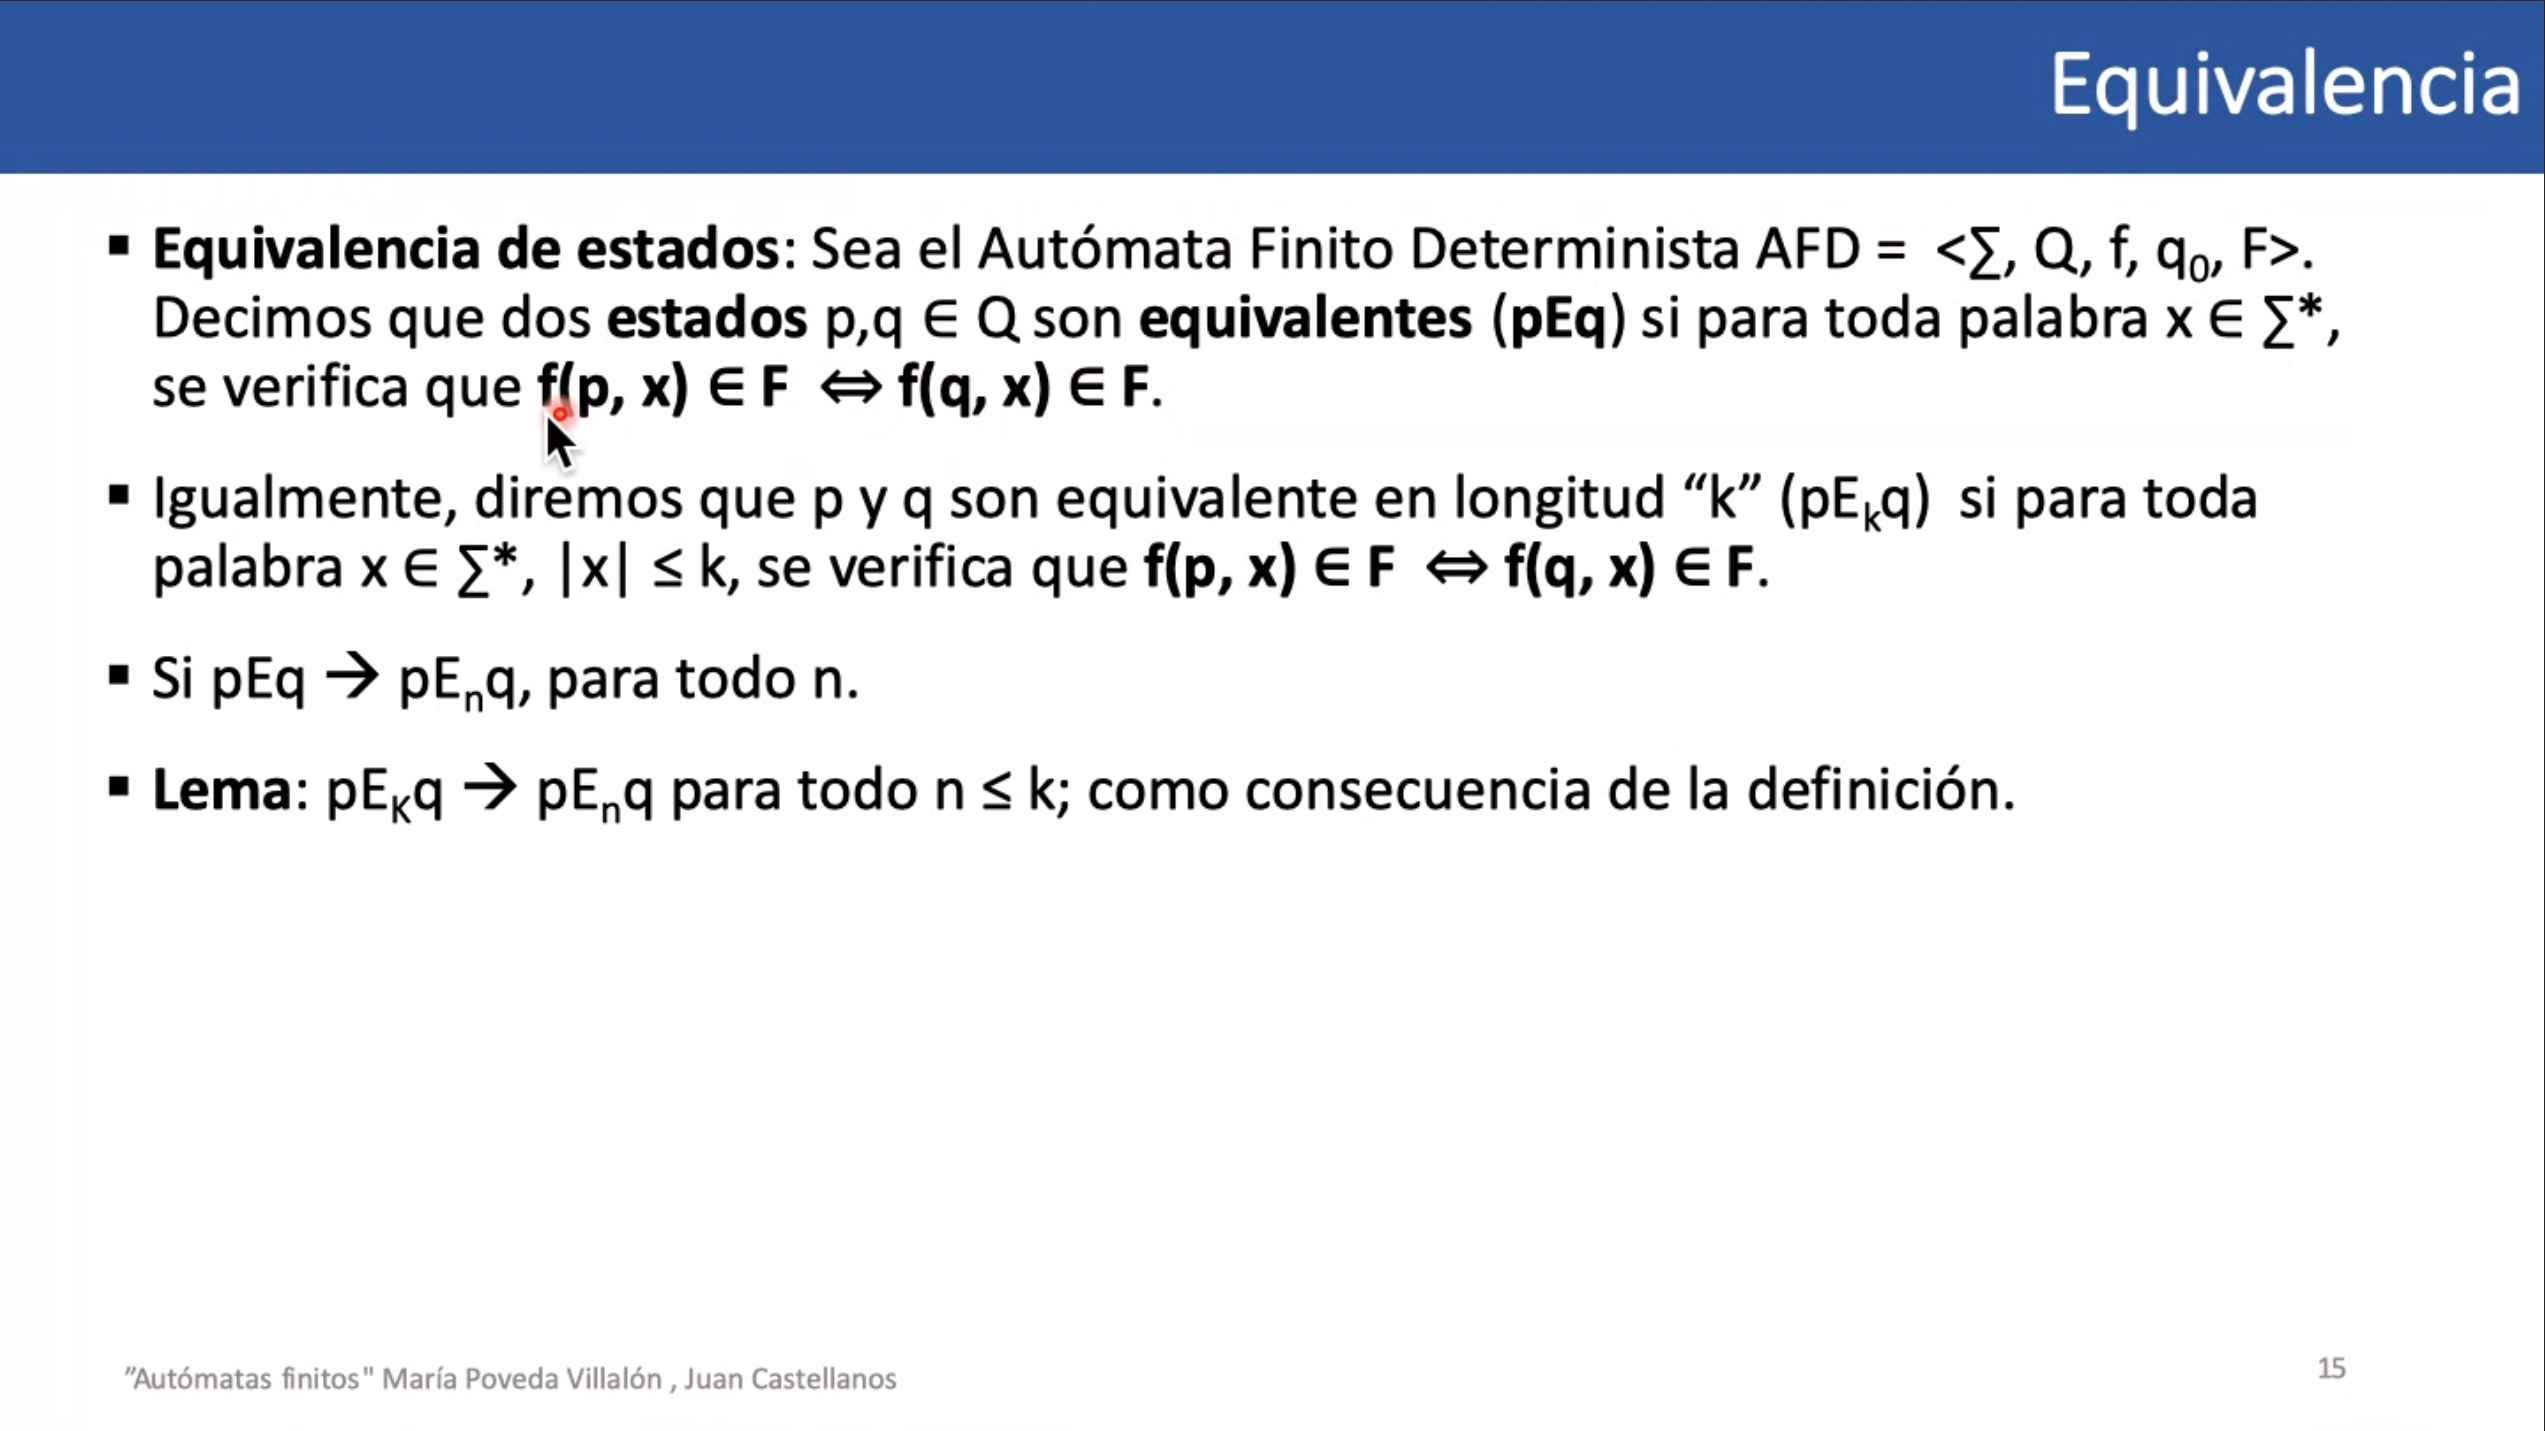 Equivalencia
▪ Equivalencia de estados: Sea el Autómata Finito Determinista AFD = <∑, Q, f, q₀, F>.
Decimos que dos estados p,q ∈ Q son equivalentes (pEq) si para toda palabra x ∈ ∑*,
se verifica que f(p, x) ∈ F ⇔ f(q, x) ∈ F.
▪ Igualmente, diremos que p y q son equivalente en longitud “k” (pEₖq) si para toda
palabra x ∈ ∑*, |x| ≤ k, se verifica que f(p, x) ∈ F ⇔ f(q, x) ∈ F.
▪ Si pEq → pEₙq, para todo n.
▪ Lema: pE_Kq → pEₙq para todo n ≤ k; como consecuencia de la definición.
”Autómatas finitos" María Poveda Villalón , Juan Castellanos
15